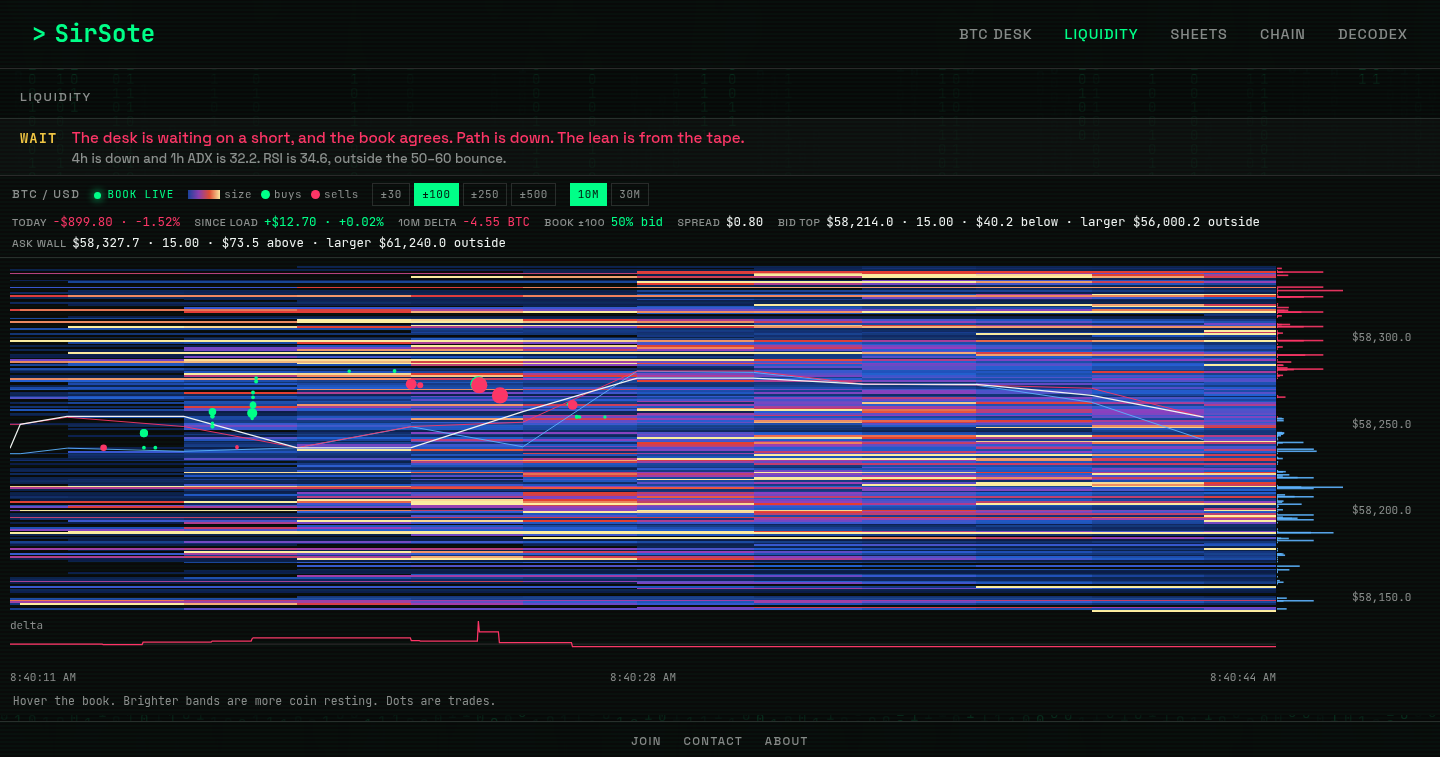 > SirSote
BTC DESK LIQUIDITY SHEETS CHAIN DECODEX
LIQUIDITY
WAIT The desk is waiting on a short, and the book agrees. Path is down. The lean is from the tape.
4h is down and 1h ADX is 32.2. RSI is 34.6, outside the 50–60 bounce.
BTC / USD BOOK LIVE size buys sells ±30 ±100 ±250 ±500 10M 30M
TODAY -$899.80 · -1.52% SINCE LOAD +$12.70 · +0.02% 10M DELTA -4.55 BTC BOOK ±100 50% bid SPREAD $0.80 BID TOP $58,214.0 · 15.00 · $40.2 below · larger $56,000.2 outside
ASK WALL $58,327.7 · 15.00 · $73.5 above · larger $61,240.0 outside
$58,300.0
$58,250.0
$58,200.0
$58,150.0
delta
8:40:11 AM 8:40:28 AM 8:40:44 AM
Hover the book. Brighter bands are more coin resting. Dots are trades.
JOIN CONTACT ABOUT